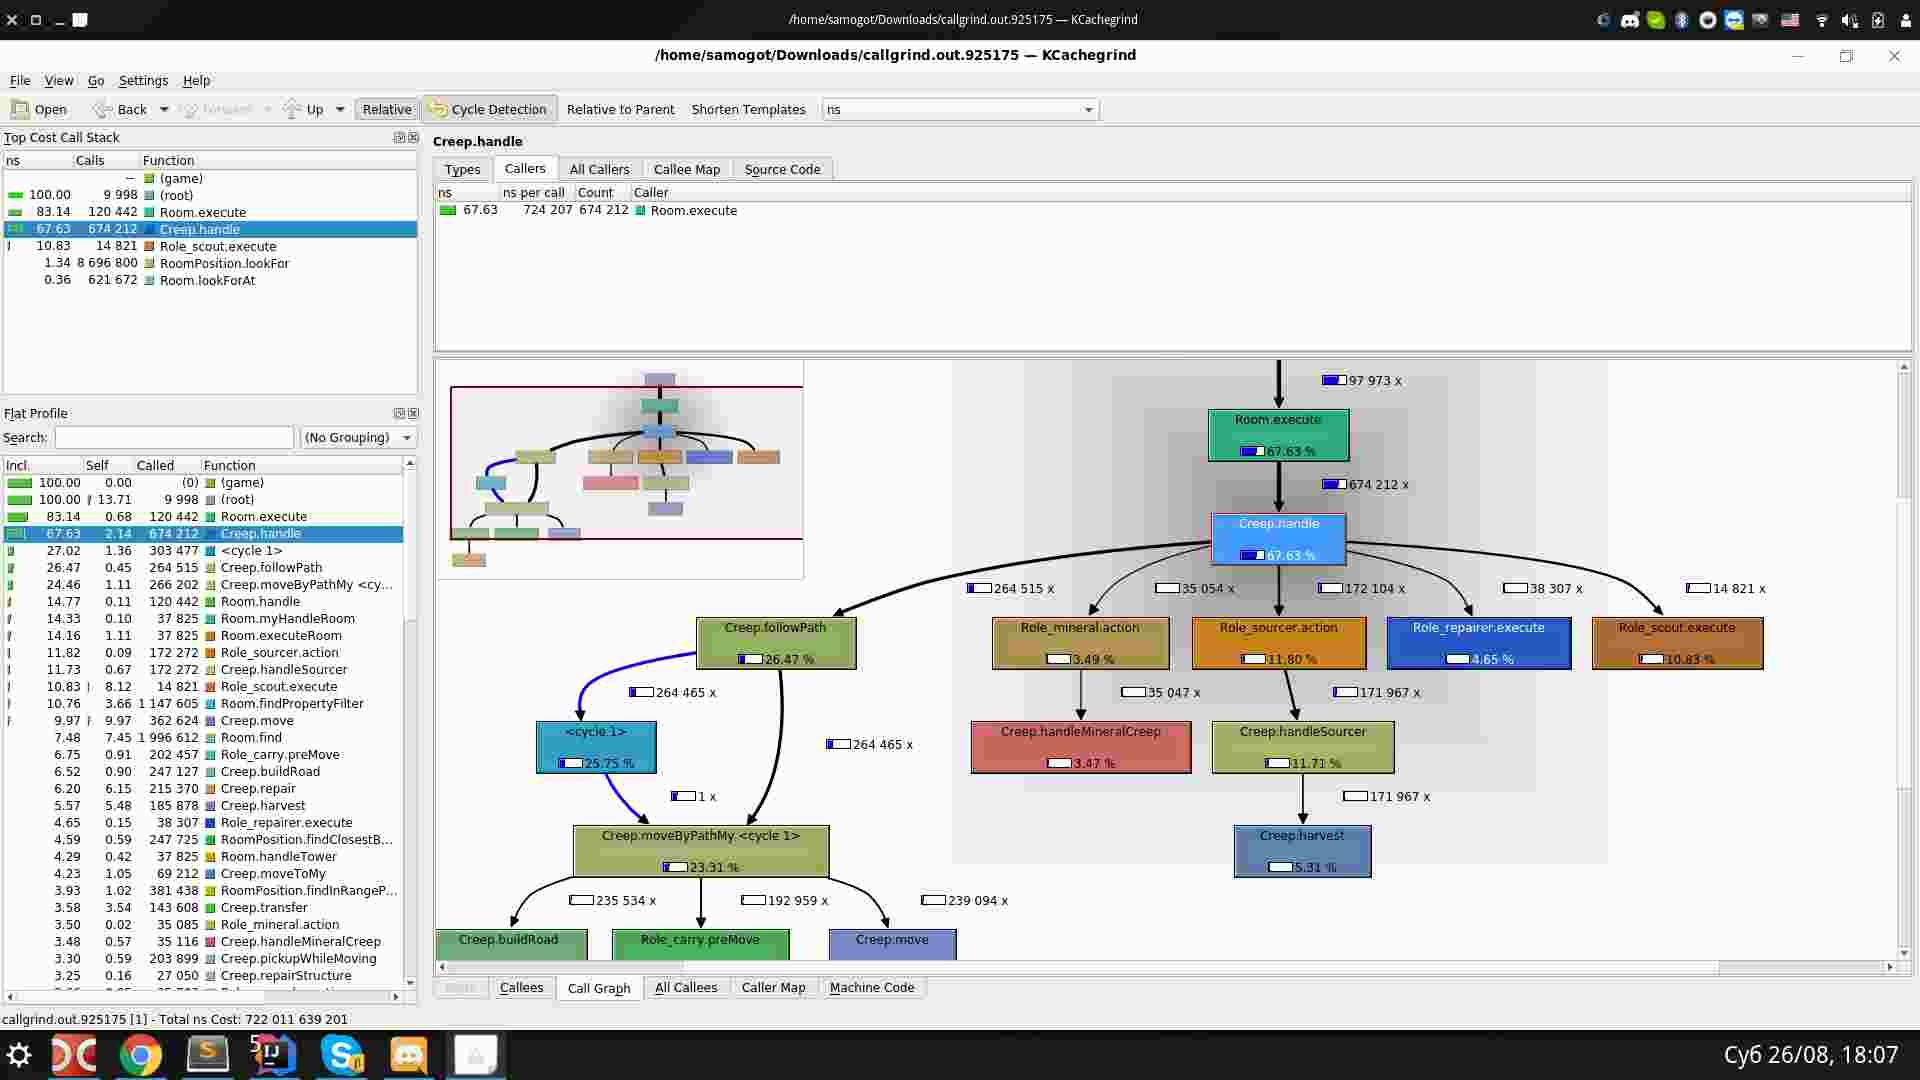 /home/samogot/Downloads/callgrind.out.925175 — KCachegrind
/home/samogot/Downloads/callgrind.out.925175 — KCachegrind
File View Go Settings Help
Open Back Forward Up Relative Cycle Detection Relative to Parent Shorten Templates ns
Top Cost Call Stack
ns Calls Function
-- (game)
100.00 9 998 (root)
83.14 120 442 Room.execute
67.63 674 212 Creep.handle
10.83 14 821 Role_scout.execute
1.34 8 696 800 RoomPosition.lookFor
0.36 621 672 Room.lookForAt
Flat Profile
Search: (No Grouping)
Incl. Self Called Function
100.00 0.00 (0) (game)
100.00 13.71 9 998 (root)
83.14 0.68 120 442 Room.execute
67.63 2.14 674 212 Creep.handle
27.02 1.36 303 477 <cycle 1>
26.47 0.45 264 515 Creep.followPath
24.46 1.11 266 202 Creep.moveByPathMy <cy...
14.77 0.11 120 442 Room.handle
14.33 0.10 37 825 Room.myHandleRoom
14.16 1.11 37 825 Room.executeRoom
11.82 0.09 172 272 Role_sourcer.action
11.73 0.67 172 272 Creep.handleSourcer
10.83 8.12 14 821 Role_scout.execute
10.76 3.66 1 147 605 Room.findPropertyFilter
9.97 9.97 362 624 Creep.move
7.48 7.45 1 996 612 Room.find
6.75 0.91 202 457 Role_carry.preMove
6.52 0.90 247 127 Creep.buildRoad
6.20 6.15 215 370 Creep.repair
5.57 5.48 185 878 Creep.harvest
4.65 0.15 38 307 Role_repairer.execute
4.59 0.59 247 725 RoomPosition.findClosestB...
4.29 0.42 37 825 Room.handleTower
4.23 1.05 69 212 Creep.moveToMy
3.93 1.02 381 438 RoomPosition.findInRangeP...
3.58 3.54 143 608 Creep.transfer
3.50 0.02 35 085 Role_mineral.action
3.48 0.57 35 116 Creep.handleMineralCreep
3.30 0.59 203 899 Creep.pickupWhileMoving
3.25 0.16 27 050 Creep.repairStructure
callgrind.out.925175 [1] - Total ns Cost: 722 011 639 201
Creep.handle
Types Callers All Callers Callee Map Source Code
ns ns per call Count Caller
67.63 724 207 674 212 Room.execute
97 973 x
Room.execute
67.63 %
674 212 x
Creep.handle
67.63 %
264 515 x 35 054 x 172 104 x 38 307 x 14 821 x
Creep.followPath Role_mineral.action Role_sourcer.action Role_repairer.execute Role_scout.execute
26.47 % 3.49 % 11.80 % 4.65 % 10.83 %
264 465 x 35 047 x 171 967 x
<cycle 1> Creep.handleMineralCreep Creep.handleSourcer
264 465 x
25.75 % 3.47 % 11.71 %
1 x 171 967 x
Creep.moveByPathMy <cycle 1> Creep.harvest
23.31 % 5.31 %
235 534 x 192 959 x 239 094 x
Creep.buildRoad Role_carry.preMove Creep.move
Callees Call Graph All Callees Caller Map Machine Code
Суб 26/08, 18:07